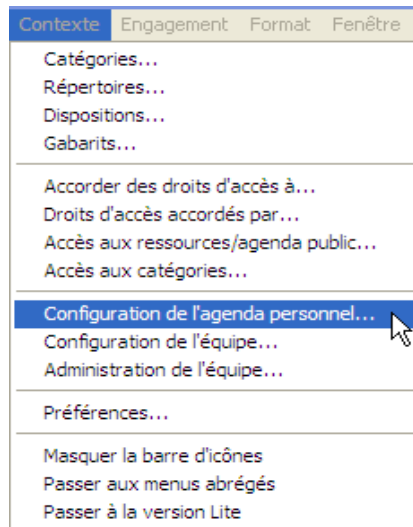 Contexte Engagement Format Fenêtre
Catégories...
Répertoires...
Dispositions...
Gabarits...
Accorder des droits d'accès à...
Droits d'accès accordés par...
Accès aux ressources/agenda public...
Accès aux catégories...
Configuration de l'agenda personnel...
Configuration de l'équipe...
Administration de l'équipe...
Préférences...
Masquer la barre d'icônes
Passer aux menus abrégés
Passer à la version Lite